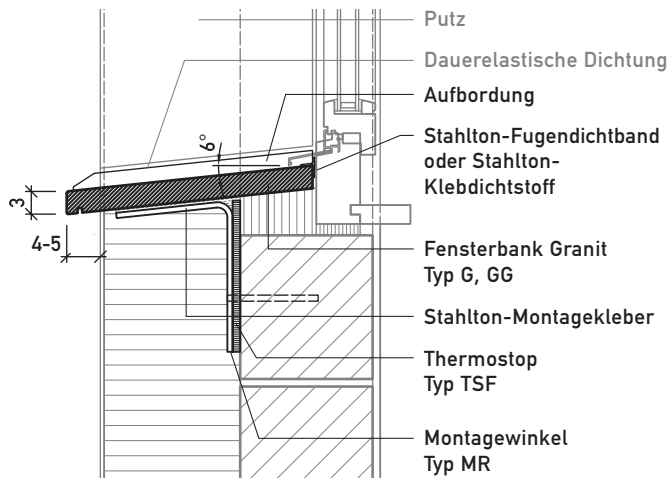 Putz
Dauerelastische Dichtung
Aufbordung
6°
Stahlton-Fugendichtband
oder Stahlton-
Klebdichtstoff
3
4-5
Fensterbank Granit
Typ G, GG
Stahlton-Montagekleber
Thermostop
Typ TSF
Montagewinkel
Typ MR